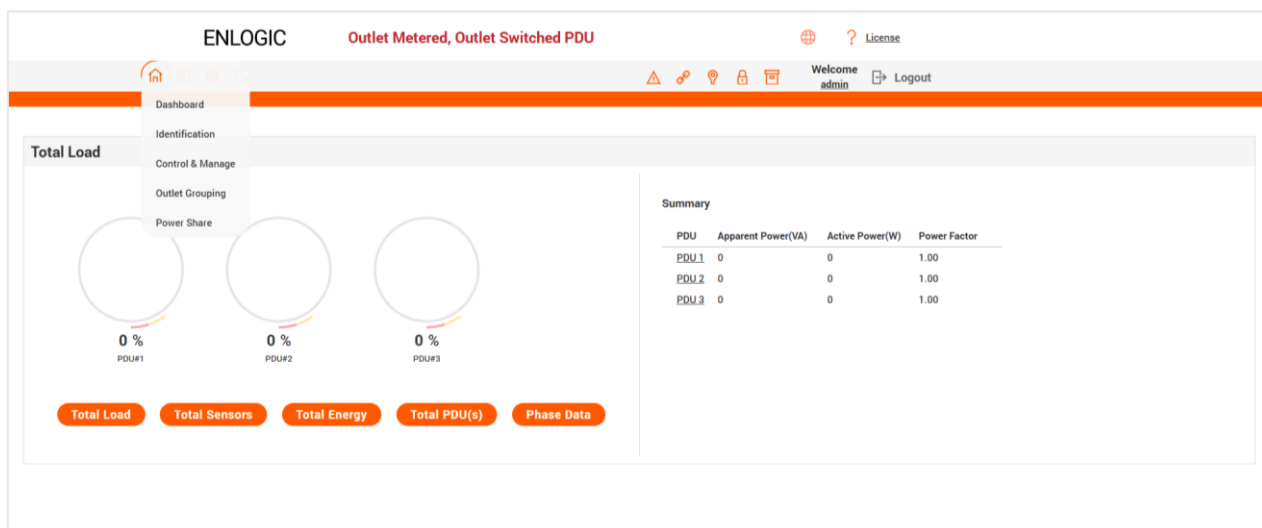 ENLOGIC
Outlet Metered, Outlet Switched PDU
? License
Welcome
admin
Logout
Dashboard
Identification
Control & Manage
Outlet Grouping
Power Share
Total Load
0 %
PDU#1
0 %
PDU#2
0 %
PDU#3
Total Load Total Sensors Total Energy Total PDU(s) Phase Data
Summary
PDU Apparent Power(VA) Active Power(W) Power Factor
PDU 1 0 0 1.00
PDU 2 0 0 1.00
PDU 3 0 0 1.00